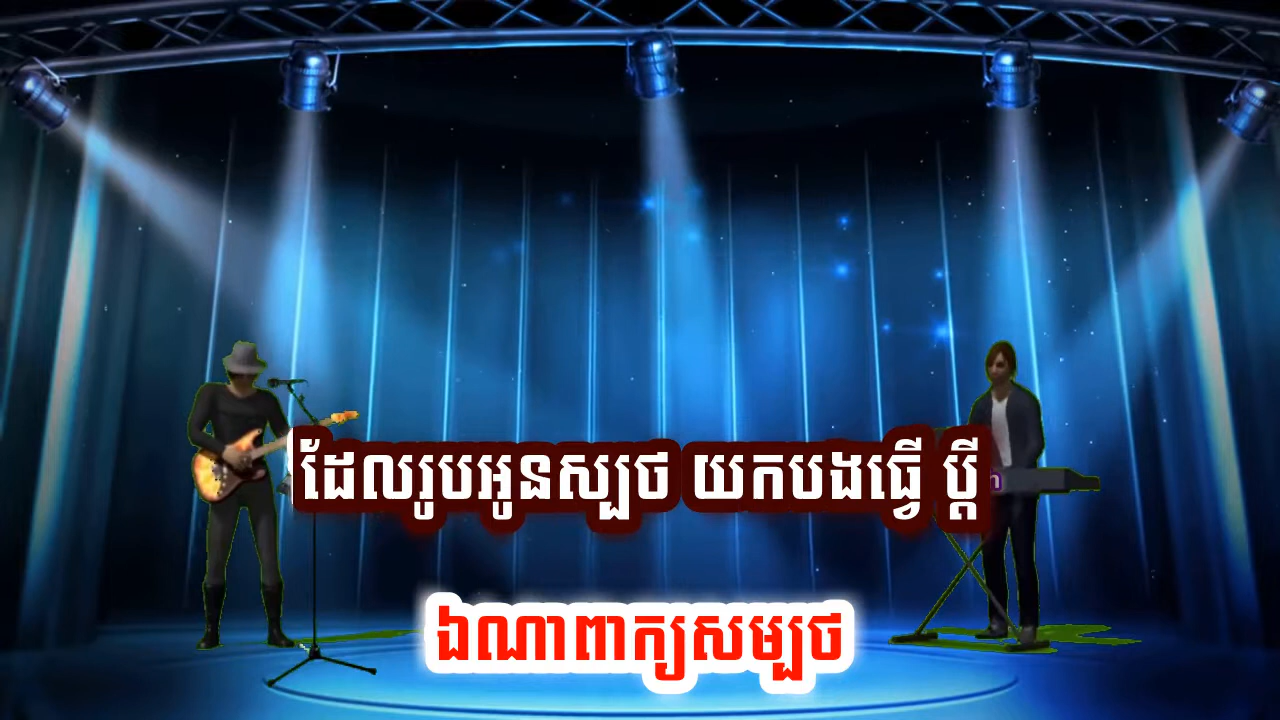 ដែលរូបអូនស្បថ យកបងធ្វើ ប្ដី
ឯណាពាក្យសម្បថ